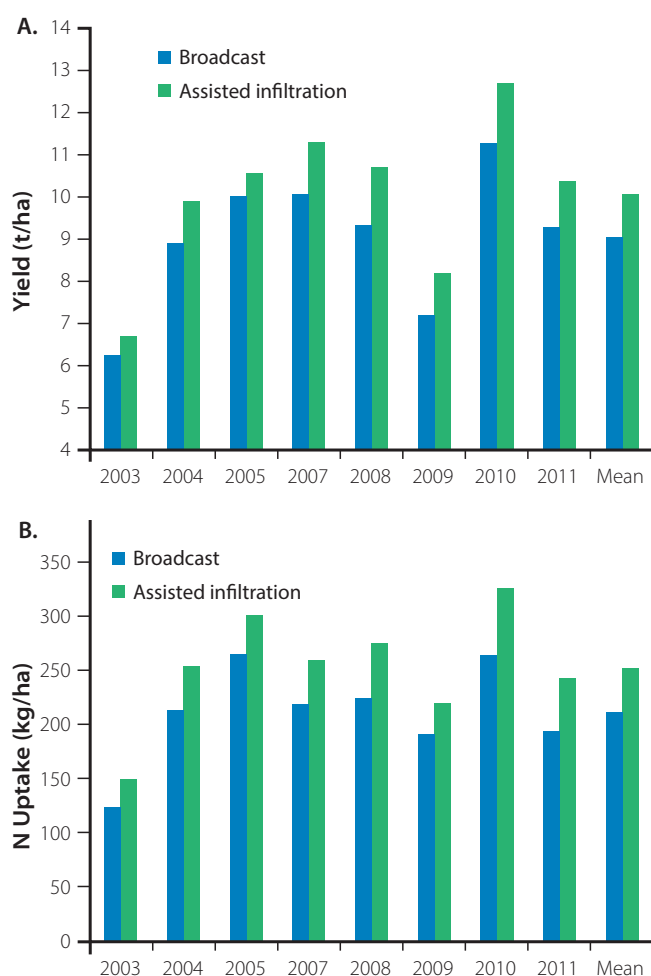 A.
14
13
12
11
10
9
8
7
6
5
4
Yield (t/ha)
Broadcast
Assisted infiltration
2003 2004 2005 2007 2008 2009 2010 2011 Mean
B.
350
300
250
200
150
100
50
0
N Uptake (kg/ha)
Broadcast
Assisted infiltration
2003 2004 2005 2007 2008 2009 2010 2011 Mean